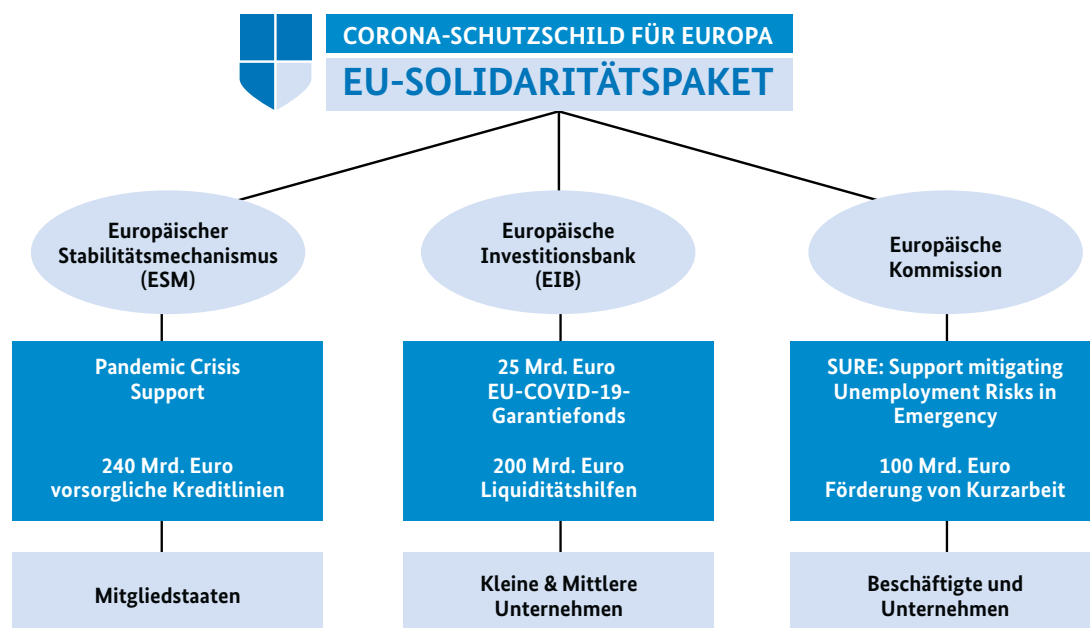 CORONA-SCHUTZSCHILD FÜR EUROPA
EU-SOLIDARITÄTSPAKET
Europäischer
Stabilitätsmechanismus
(ESM)
Pandemic Crisis
Support
240 Mrd. Euro
vorsorgliche Kreditlinien
Mitgliedstaaten
Europäische
Investitionsbank
(EIB)
25 Mrd. Euro
EU-COVID-19-
Garantiefonds
200 Mrd. Euro
Liquiditätshilfen
Kleine & Mittlere
Unternehmen
Europäische
Kommission
SURE: Support mitigating
Unemployment Risks in
Emergency
100 Mrd. Euro
Förderung von Kurzarbeit
Beschäftigte und
Unternehmen